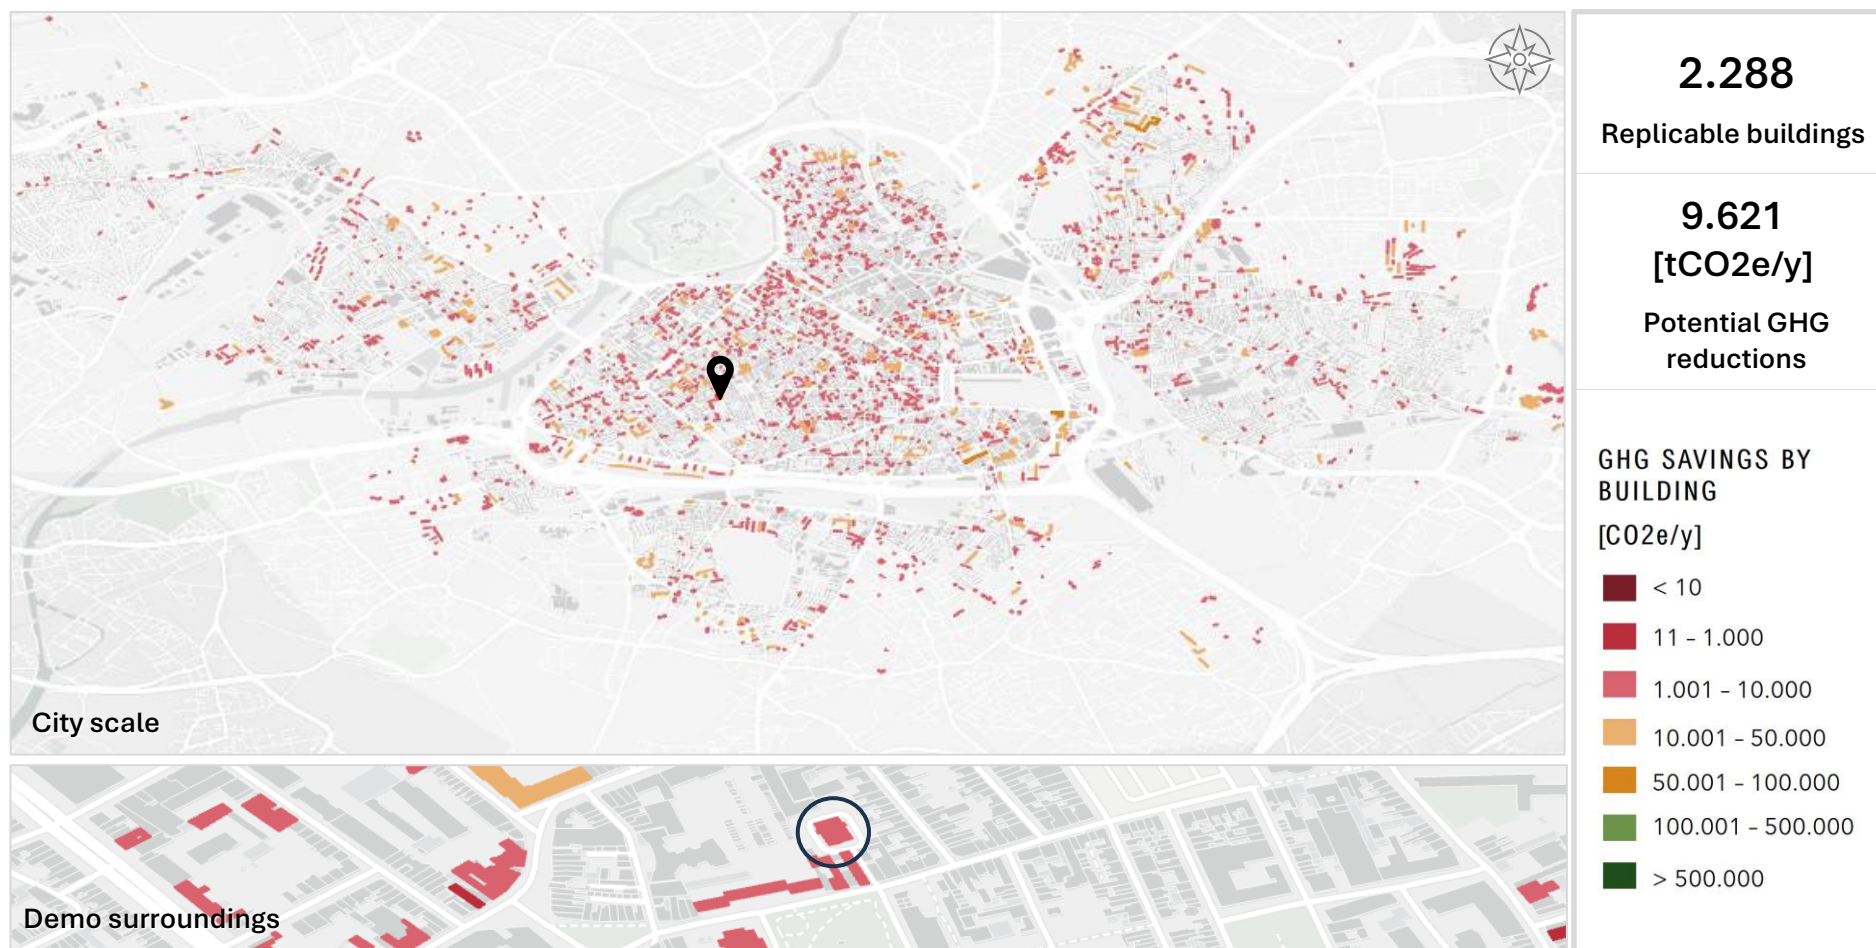 2.288
Replicable buildings
9.621
[tCO2e/y]
Potential GHG
reductions
GHG SAVINGS BY
BUILDING
[CO2e/y]
< 10
11 – 1.000
1.001 – 10.000
10.001 – 50.000
50.001 – 100.000
100.001 – 500.000
> 500.000
City scale
Demo surroundings